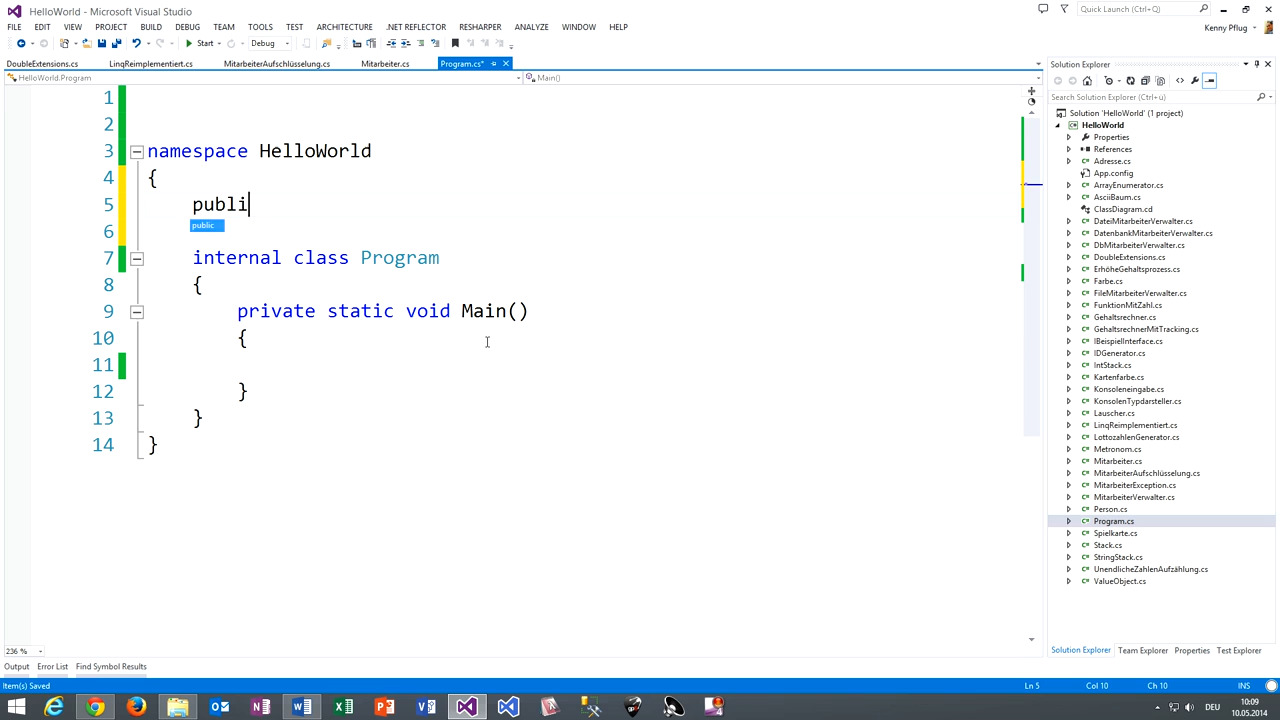 HelloWorld - Microsoft Visual Studio
Quick Launch (Ctrl+Q)
FILE EDIT VIEW PROJECT BUILD DEBUG TEAM TOOLS TEST ARCHITECTURE .NET REFLECTOR RESHARPER ANALYZE WINDOW HELP
Kenny Pflug
Start Debug
DoubleExtensions.cs LinqReimplementiert.cs MitarbeiterAufschlüsselung.cs Mitarbeiter.cs Program.cs*
HelloWorld.Program Main()
1
2
3 namespace HelloWorld
4 {
5 publi
public
6
7 internal class Program
8 {
9 private static void Main()
10 {
11
12 }
13 }
14 }
236 %
Solution Explorer
Search Solution Explorer (Ctrl+ü)
Solution 'HelloWorld' (1 project)
HelloWorld
Properties
References
Adresse.cs
App.config
ArrayEnumerator.cs
AsciiBaum.cs
ClassDiagram.cd
DateiMitarbeiterVerwalter.cs
DatenbankMitarbeiterVerwalter.cs
DbMitarbeiterVerwalter.cs
DoubleExtensions.cs
ErhöheGehaltsprozess.cs
Farbe.cs
FileMitarbeiterVerwalter.cs
FunktionMitZahl.cs
Gehaltsrechner.cs
GehaltsrechnerMitTracking.cs
IBeispielInterface.cs
IDGenerator.cs
IntStack.cs
Kartenfarbe.cs
Konsoleneingabe.cs
KonsolenTypdarsteller.cs
Lauscher.cs
LinqReimplementiert.cs
LottozahlenGenerator.cs
Metronom.cs
Mitarbeiter.cs
MitarbeiterAufschlüsselung.cs
MitarbeiterException.cs
MitarbeiterVerwalter.cs
Person.cs
Program.cs
Spielkarte.cs
Stack.cs
StringStack.cs
UnendlicheZahlenAufzählung.cs
ValueObject.cs
Solution Explorer Team Explorer Properties Test Explorer
Output Error List Find Symbol Results
Item(s) Saved Ln 5 Col 10 Ch 10 INS
DEU
10:09
10.05.2014